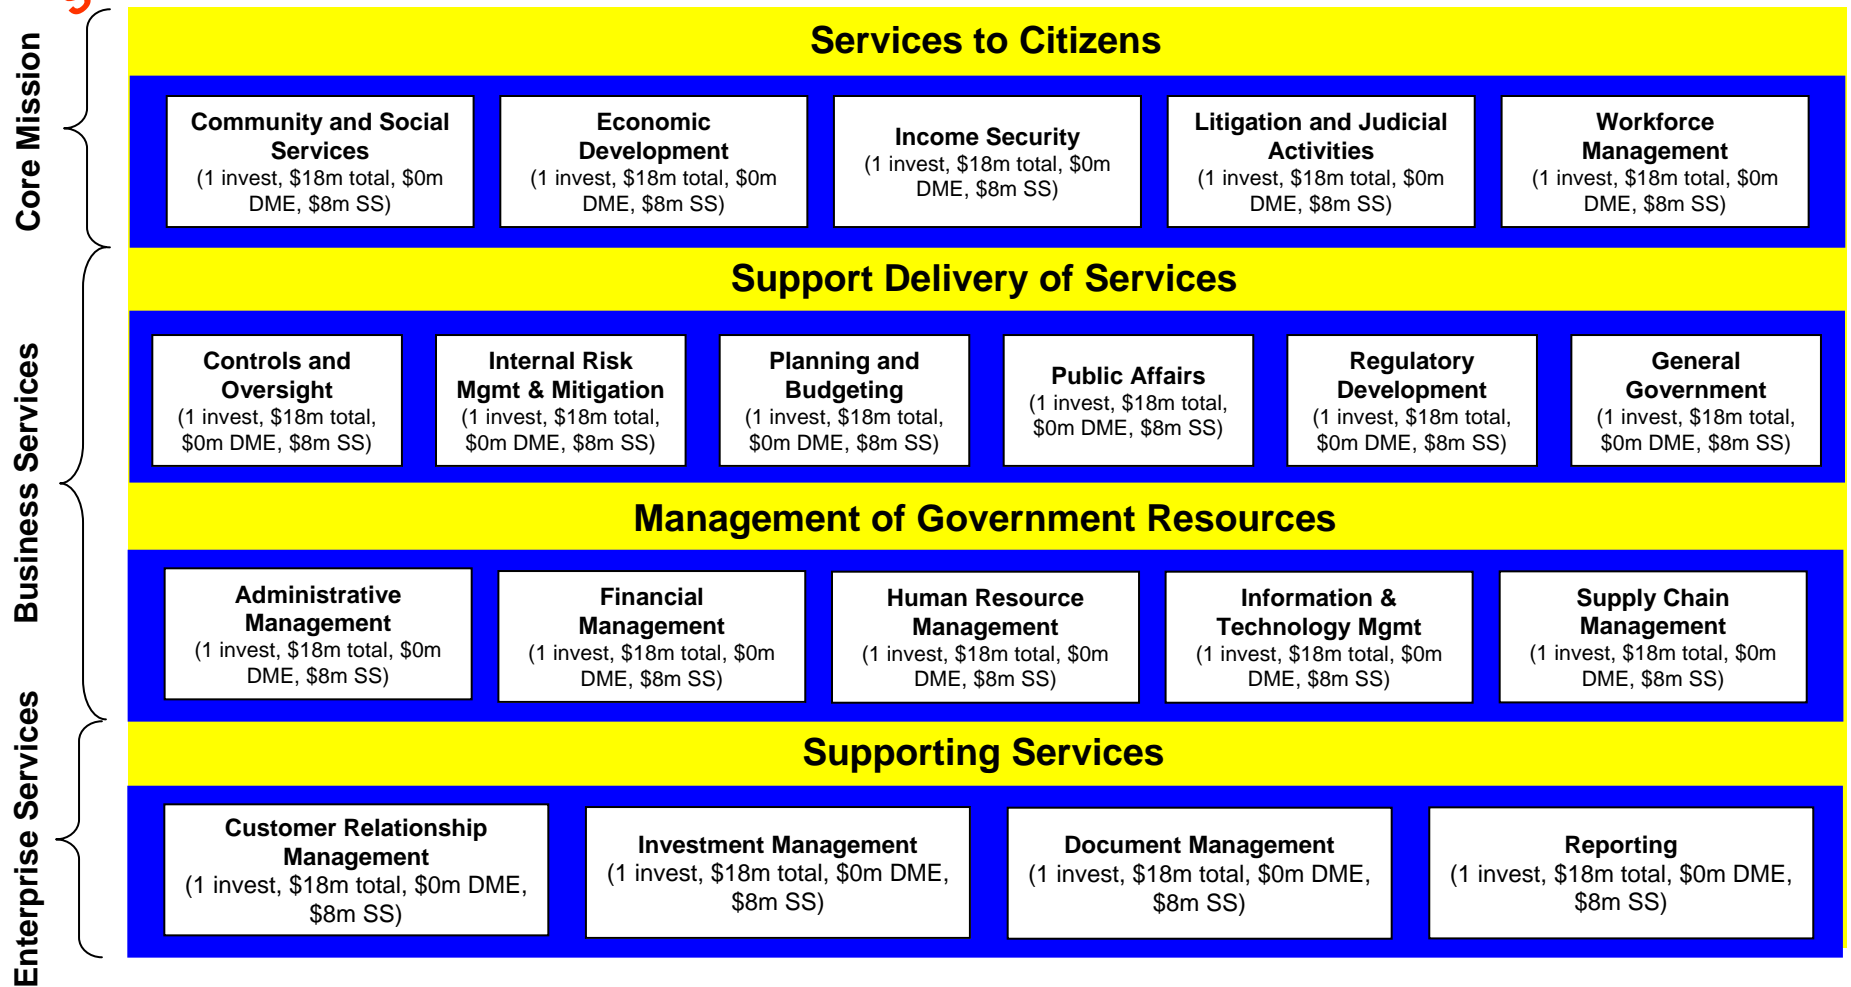 Core Mission
Services to Citizens
Community and Social
Services
(1 invest, $18m total, $0m
DME, $8m SS)
Economic
Development
(1 invest, $18m total, $0m
DME, $8m SS)
Income Security
(1 invest, $18m total, $0m
DME, $8m SS)
Litigation and Judicial
Activities
(1 invest, $18m total, $0m
DME, $8m SS)
Workforce
Management
(1 invest, $18m total, $0m
DME, $8m SS)
Business Services
Support Delivery of Services
Controls and
Oversight
(1 invest, $18m total,
$0m DME, $8m SS)
Internal Risk
Mgmt & Mitigation
(1 invest, $18m total,
$0m DME, $8m SS)
Planning and
Budgeting
(1 invest, $18m total,
$0m DME, $8m SS)
Public Affairs
(1 invest, $18m total,
$0m DME, $8m SS)
Regulatory
Development
(1 invest, $18m total,
$0m DME, $8m SS)
General
Government
(1 invest, $18m total,
$0m DME, $8m SS)
Management of Government Resources
Administrative
Management
(1 invest, $18m total, $0m
DME, $8m SS)
Financial
Management
(1 invest, $18m total, $0m
DME, $8m SS)
Human Resource
Management
(1 invest, $18m total, $0m
DME, $8m SS)
Information &
Technology Mgmt
(1 invest, $18m total, $0m
DME, $8m SS)
Supply Chain
Management
(1 invest, $18m total, $0m
DME, $8m SS)
Enterprise Services
Supporting Services
Customer Relationship
Management
(1 invest, $18m total, $0m DME,
$8m SS)
Investment Management
(1 invest, $18m total, $0m DME,
$8m SS)
Document Management
(1 invest, $18m total, $0m DME,
$8m SS)
Reporting
(1 invest, $18m total, $0m DME,
$8m SS)